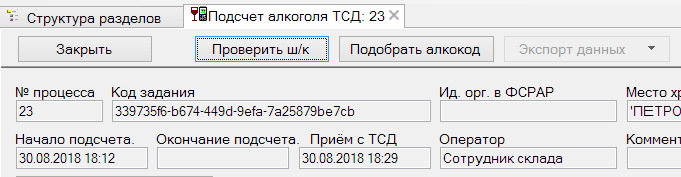 Структура разделов Подсчет алкоголя ТСД: 23
Закрыть Проверить ш/к Подобрать алкокод Экспорт данных
№ процесса Код задания Ид. орг. в ФСРАР Место хр
23 339735f6-b674-449d-9efa-7a25879be7cb 'ПЕТРО
Начало подсчета. Окончание подсчета. Приём с ТСД Оператор Коммент
30.08.2018 18:12 30.08.2018 18:29 Сотрудник склада